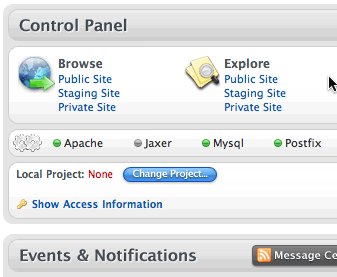 Control Panel
Browse
Public Site
Staging Site
Private Site
Explore
Public Site
Staging Site
Private Site
Apache Jaxer Mysql Postfix
Local Project: None Change Project...
Show Access Information
Events & Notifications
Message Ce